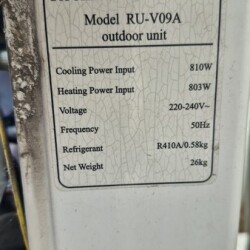 Model RU-V09A
outdoor unit
Cooling Power Input 810W
Heating Power Input 803W
Voltage 220-240V~
Frequency 50Hz
Refrigerant R410A/0.58kg
Net Weight 26kg